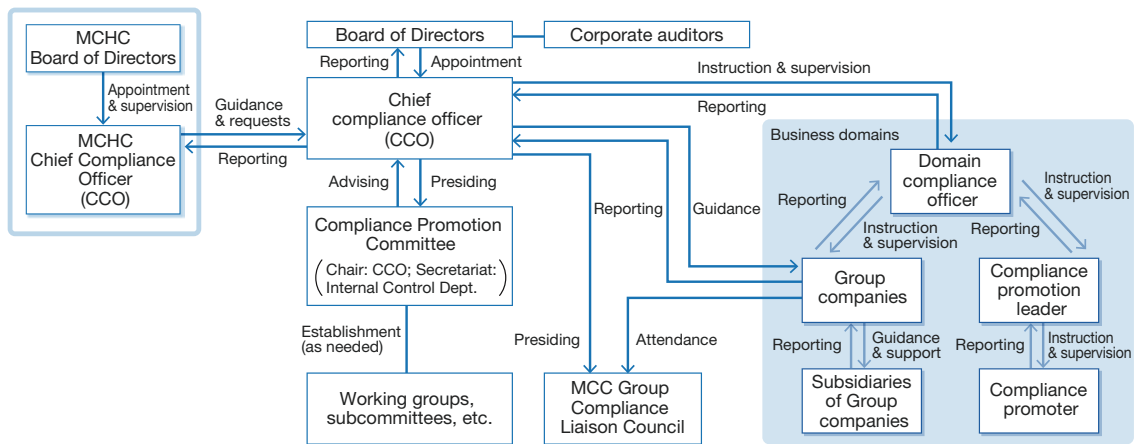 MCHC
Board of Directors
Appointment
& supervision
MCHC
Chief Compliance
Officer
(CCO)
Guidance
& requests
Reporting
Board of Directors
Corporate auditors
Reporting
Appointment
Chief
compliance officer
(CCO)
Instruction & supervision
Reporting
Advising
Presiding
Compliance Promotion
Committee
(Chair: CCO; Secretariat:
Internal Control Dept.)
Establishment
(as needed)
Working groups,
subcommittees, etc.
Reporting
Guidance
Presiding
Attendance
MCC Group
Compliance
Liaison Council
Business domains
Domain
compliance
officer
Reporting
Instruction
& supervision
Instruction
& supervision
Reporting
Group
companies
Compliance
promotion
leader
Reporting
Guidance
& support
Reporting
Instruction
& supervision
Subsidiaries
of Group
companies
Compliance
promoter